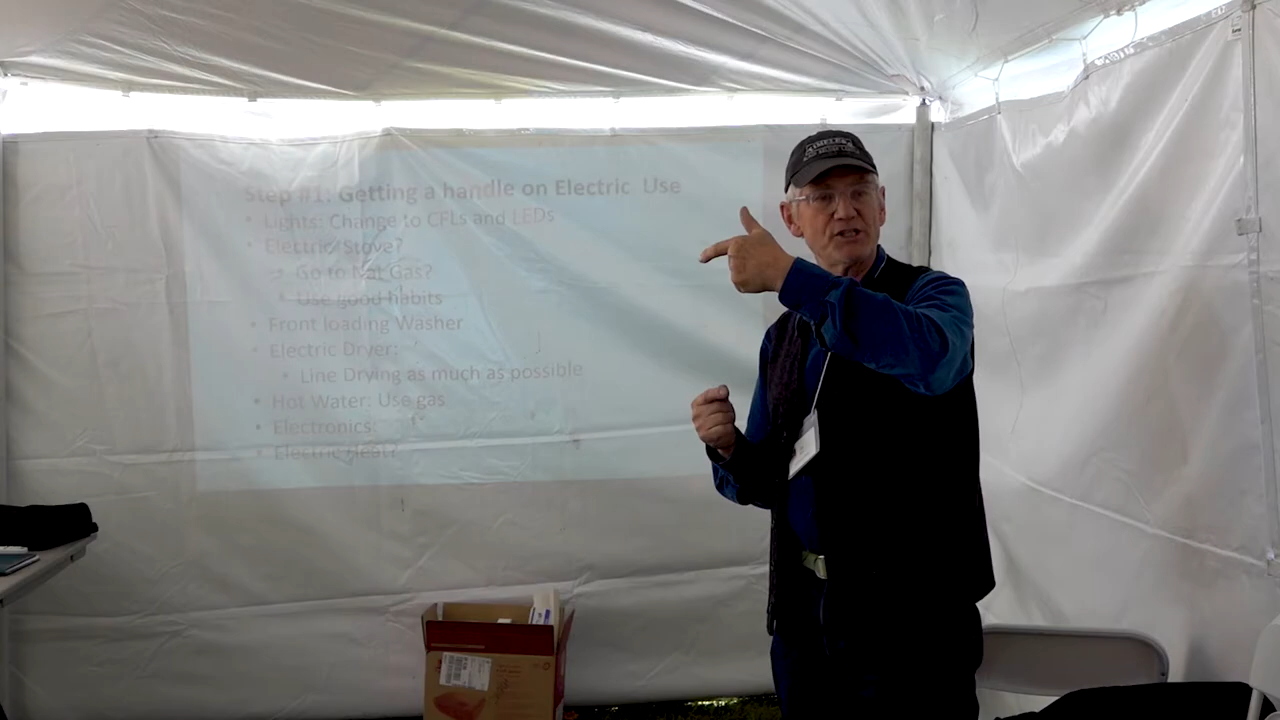 Step #1: Getting a handle on Electric Use
• Lights: Change to CFLs and LEDs
• Electric Stove?
Go to Nat Gas?
• Use good habits
• Front loading Washer
• Electric Dryer:
• Line Drying as much as possible
• Hot Water: Use gas
• Electronics:
• Electric Heat?